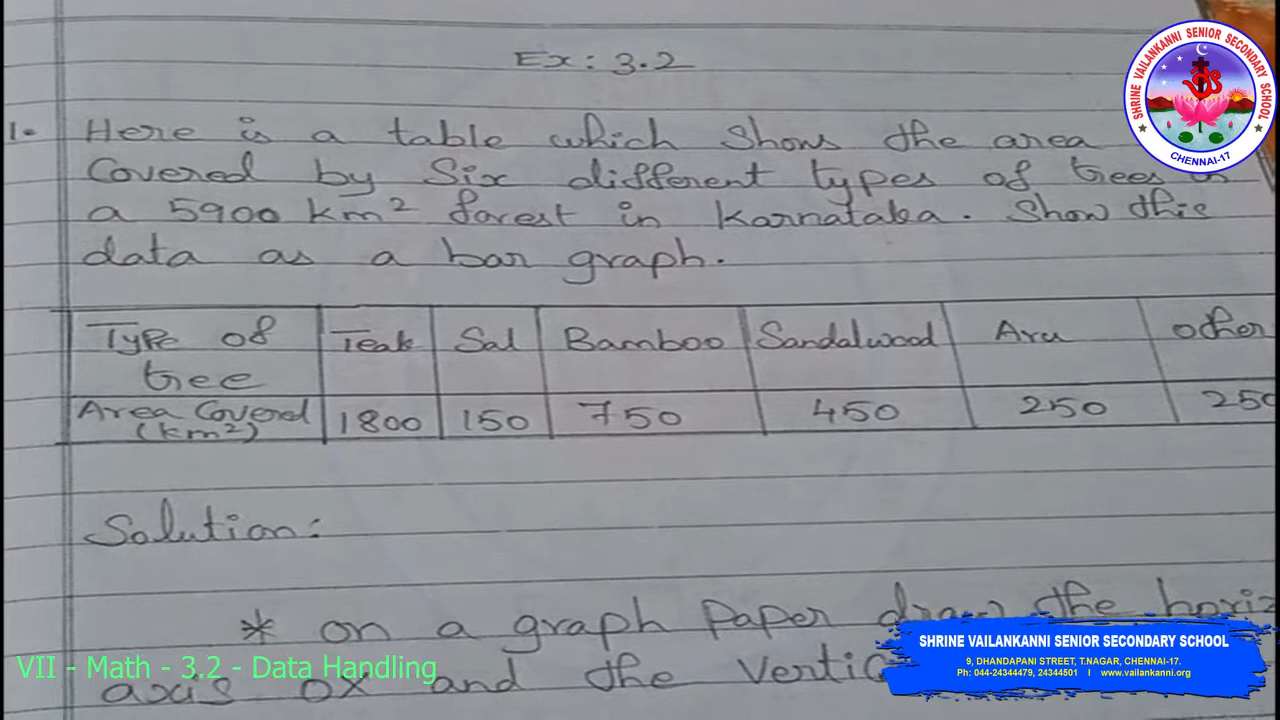 Ex: 3.2
1. Here is a table which shows the area
Covered by Six different types of trees
a 5900 km² forest in Karnataka. Show this
data as a bar graph.
Type of tree Teak Sal Bamboo Sandalwood Aru other
Area Covered (km²) 1800 150 750 450 250 250
Solution:
* on a graph Paper draw the
axis ox and the
SHRINE VAILANKANNI SENIOR SECONDARY SCHOOL
CHENNAI-17
VII - Math - 3.2 - Data Handling
SHRINE VAILANKANNI SENIOR SECONDARY SCHOOL
9, DHANDAPANI STREET, T.NAGAR, CHENNAI-17.
Ph: 044-24344479, 24344501 I www.vailankanni.org